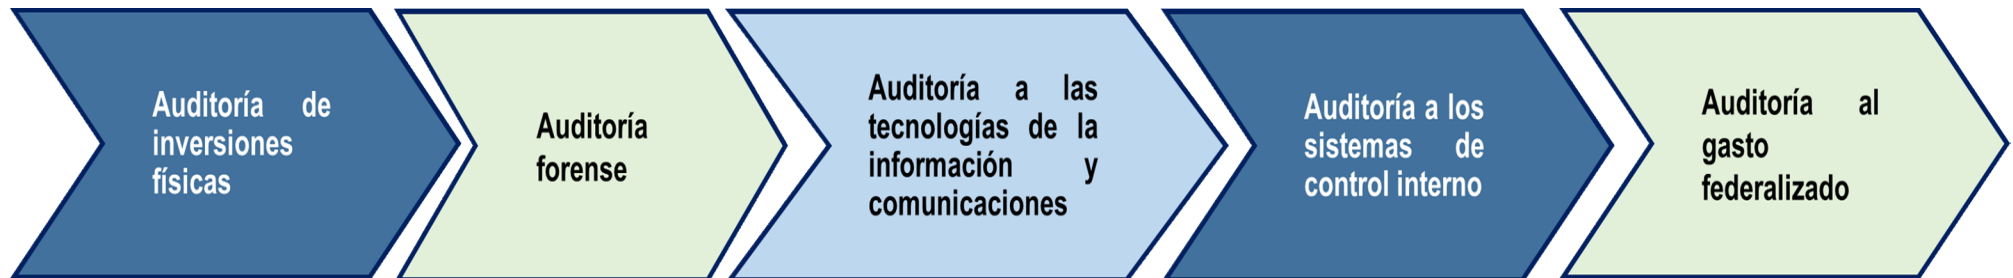 Auditoría de
inversiones
físicas
Auditoría
forense
Auditoría a las
tecnologías de la
información y
comunicaciones
Auditoría a los
sistemas de
control interno
Auditoría al
gasto
federalizado